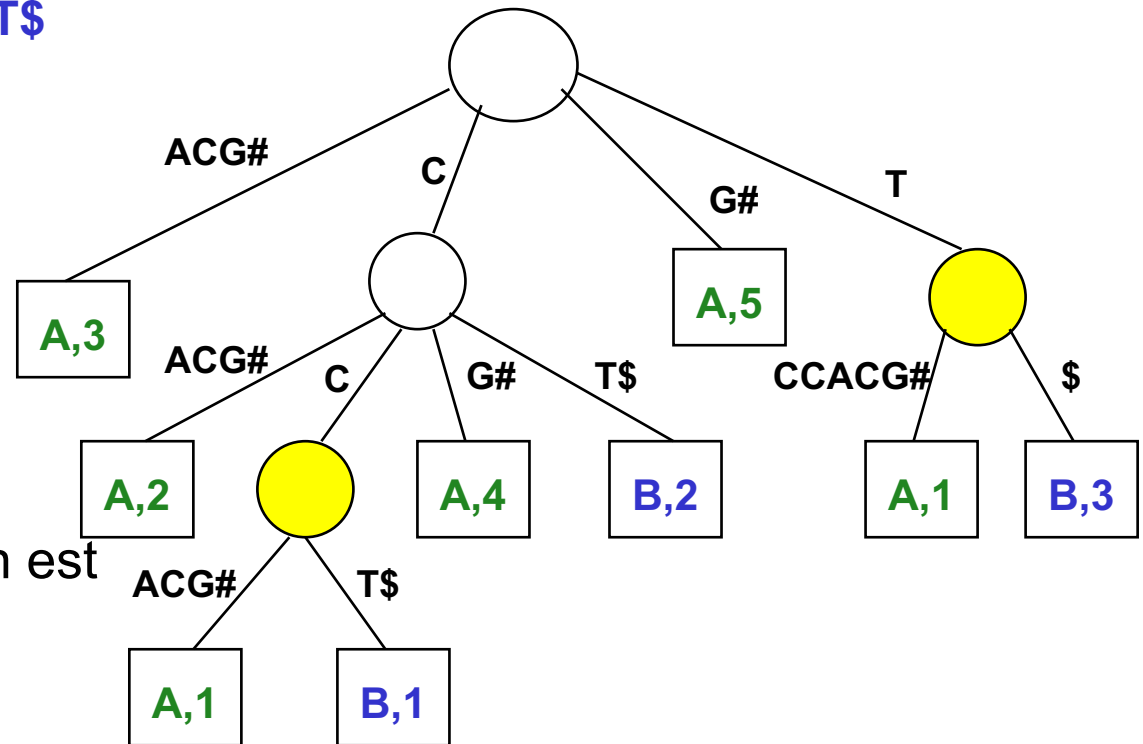 T$
ACG#
C
G#
T
A,3
A,5
ACG#
C
G#
T$
CCACG#
$
A,2
A,4
B,2
A,1
B,3
est
ACG#
T$
A,1
B,1